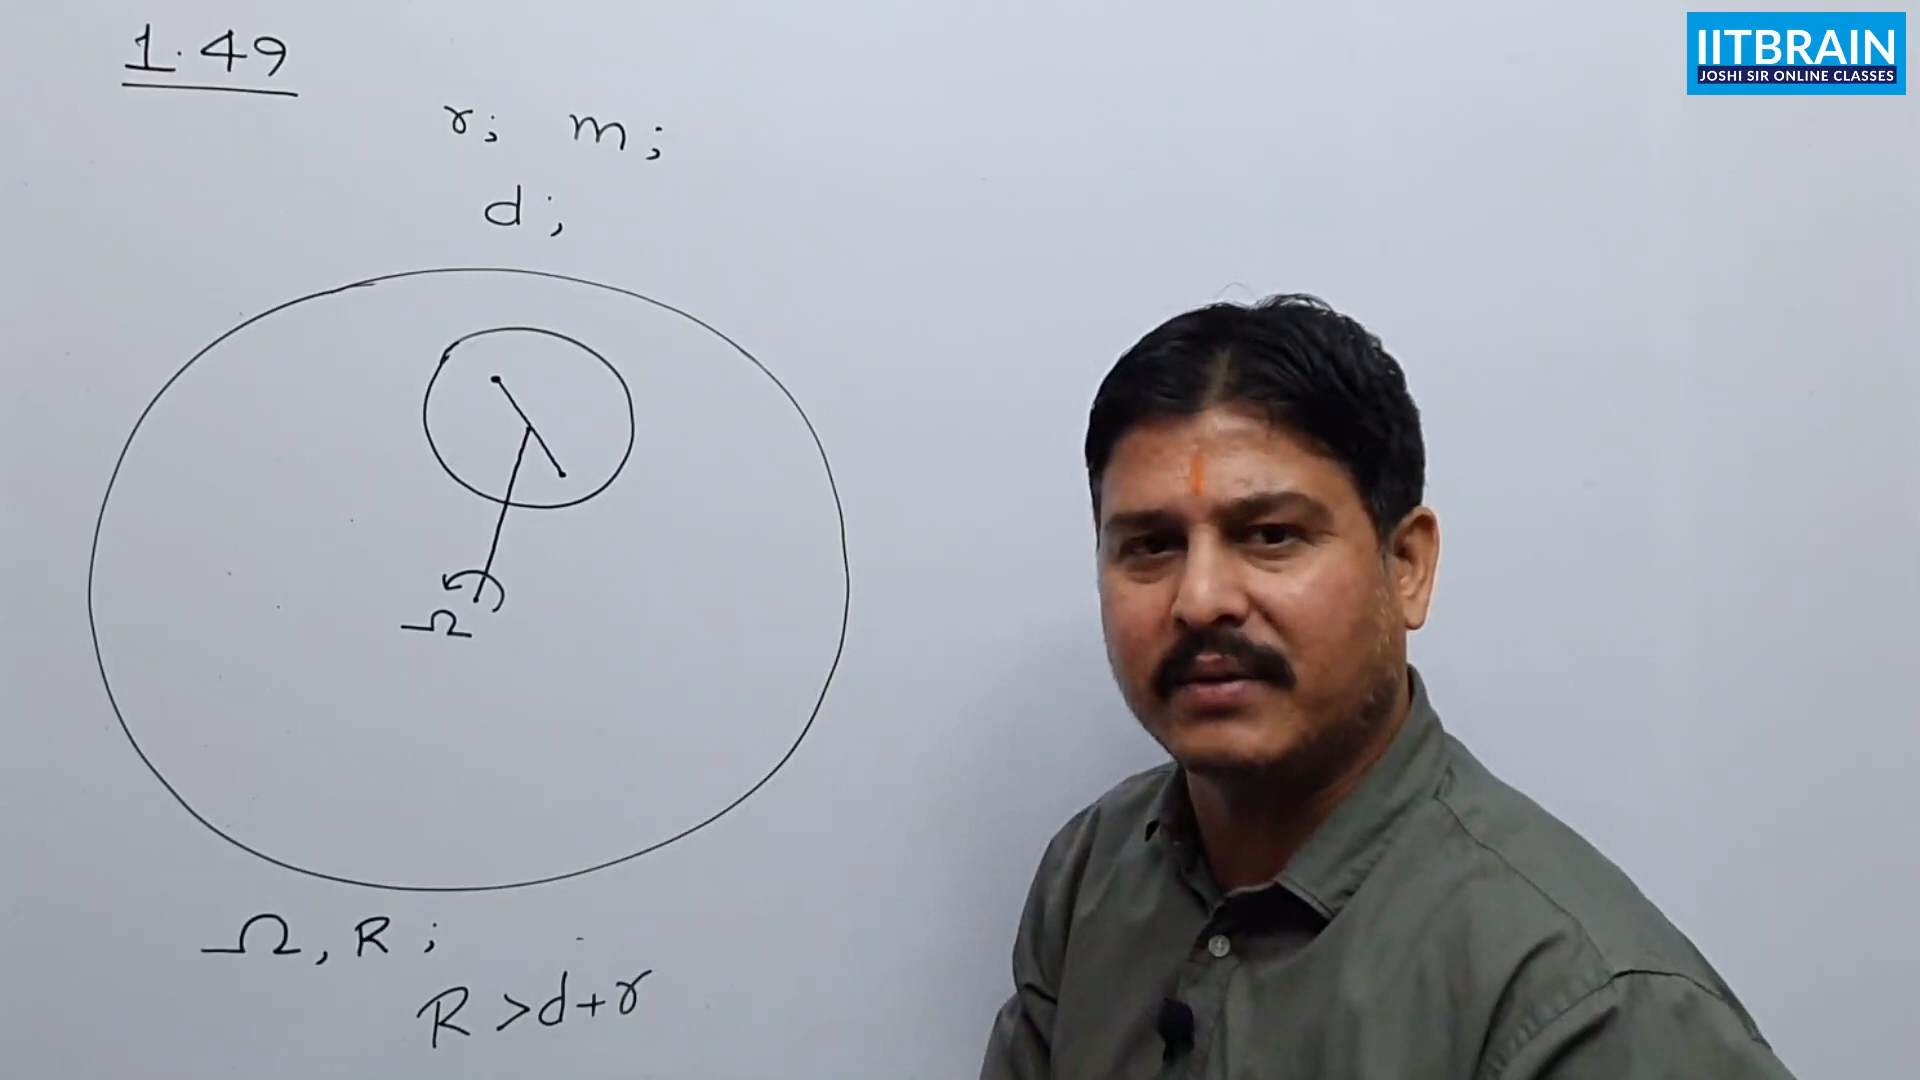 1.49
IITBRAIN
JOSHI SIR ONLINE CLASSES
r; m;
d;
Ω
Ω, R;
R > d + r